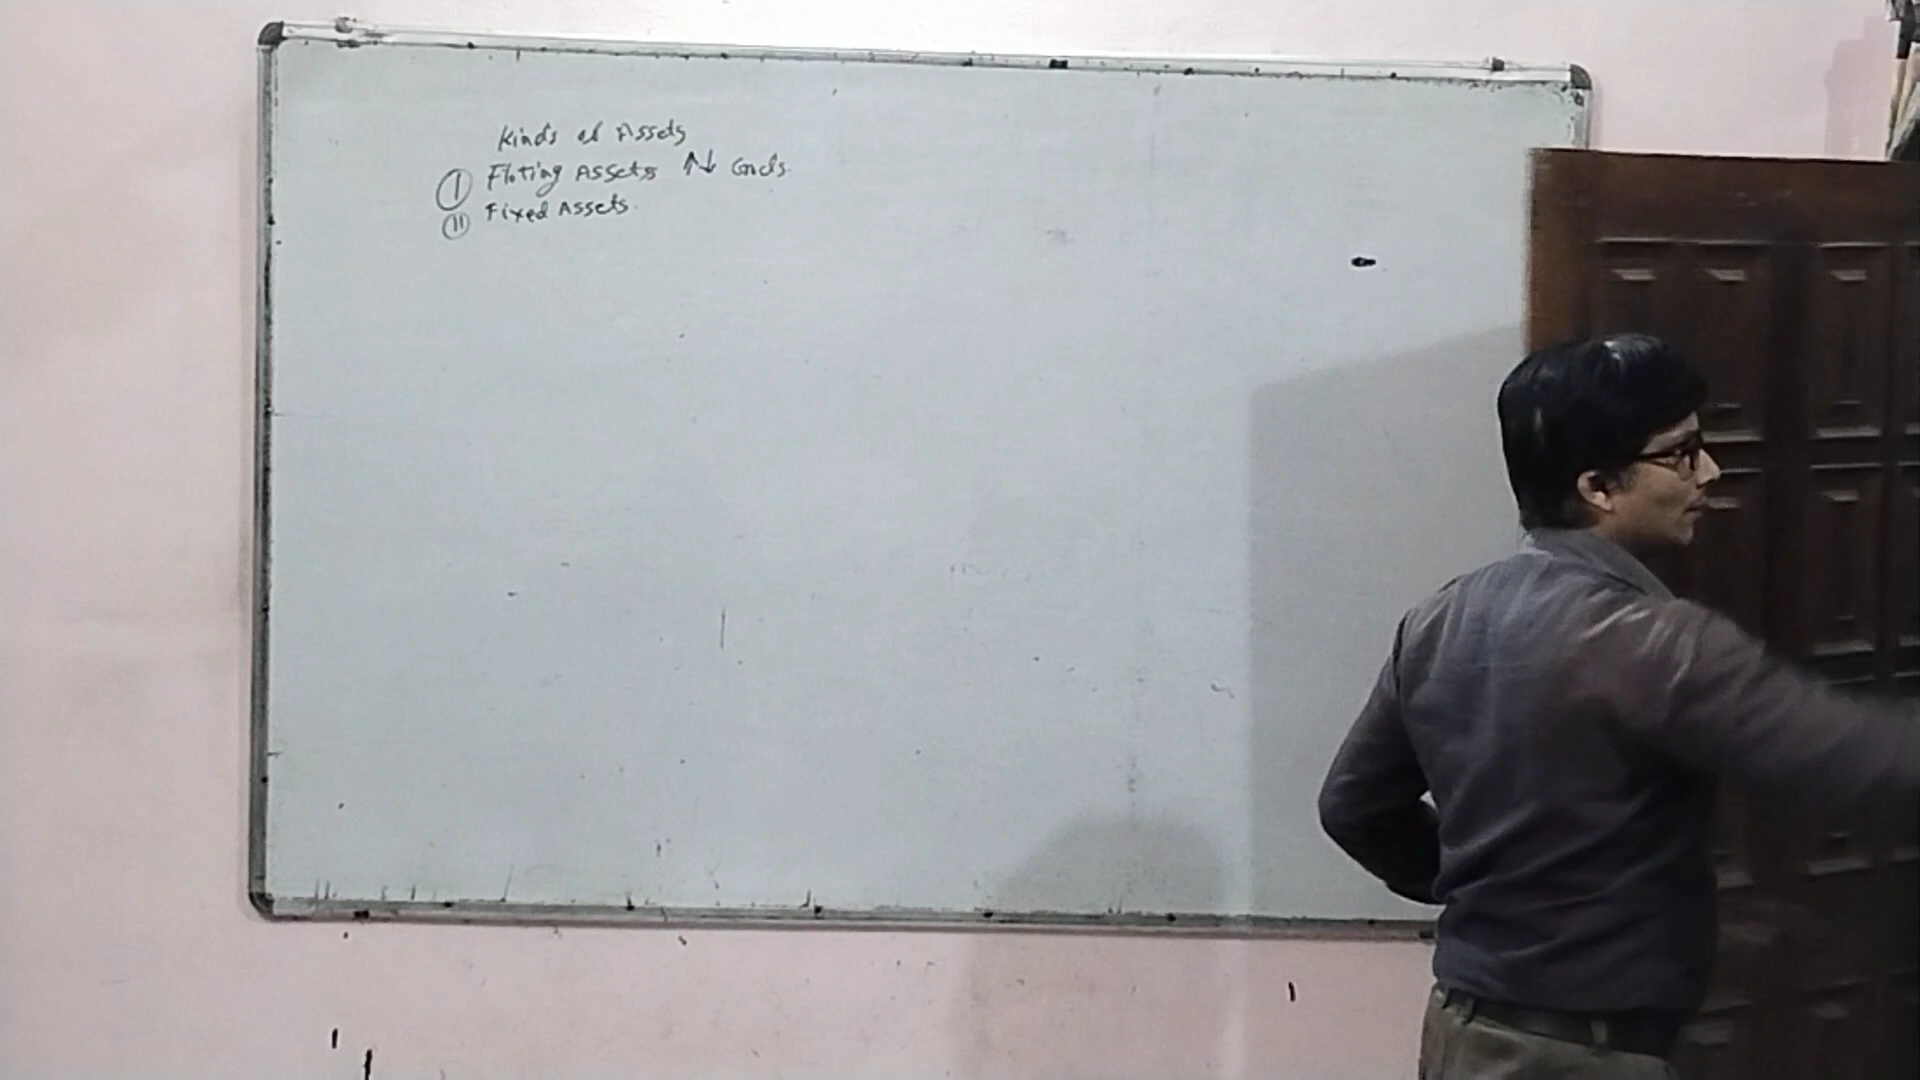 Kinds of Assets
I Floting Assets ↑↓ Goods.
II Fixed Assets.